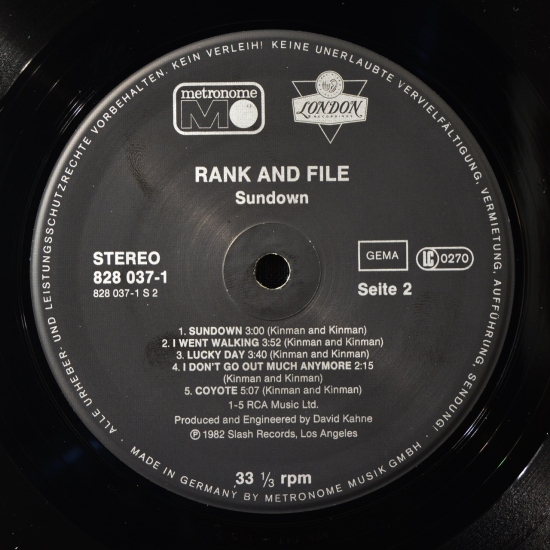 ALLE URHEBER UND LEISTUNGSSCHUTZRECHTE VORBEHALTEN. KEIN VERLEIH! KEINE UNERLAUBTE VERVIELFÄLTIGUNG, VERMIETUNG, AUFFÜHRUNG, SENDUNG!
metronome
M
LONDON
RECORDINGS
RANK AND FILE
Sundown
STEREO
828 037-1
828 037-1 S 2
GEMA
LC 0270
Seite 2
1. SUNDOWN 3:00 (Kinman and Kinman)
2. I WENT WALKING 3:52 (Kinman and Kinman)
3. LUCKY DAY 3:40 (Kinman and Kinman)
4. I DON'T GO OUT MUCH ANYMORE 2:15
(Kinman and Kinman)
5. COYOTE 5:07 (Kinman and Kinman)
1-5 RCA Music Ltd.
Produced and Engineered by David Kahne
Ⓟ 1982 Slash Records, Los Angeles
33 1/3 rpm
· MADE IN GERMANY BY METRONOME MUSIK GMBH ·